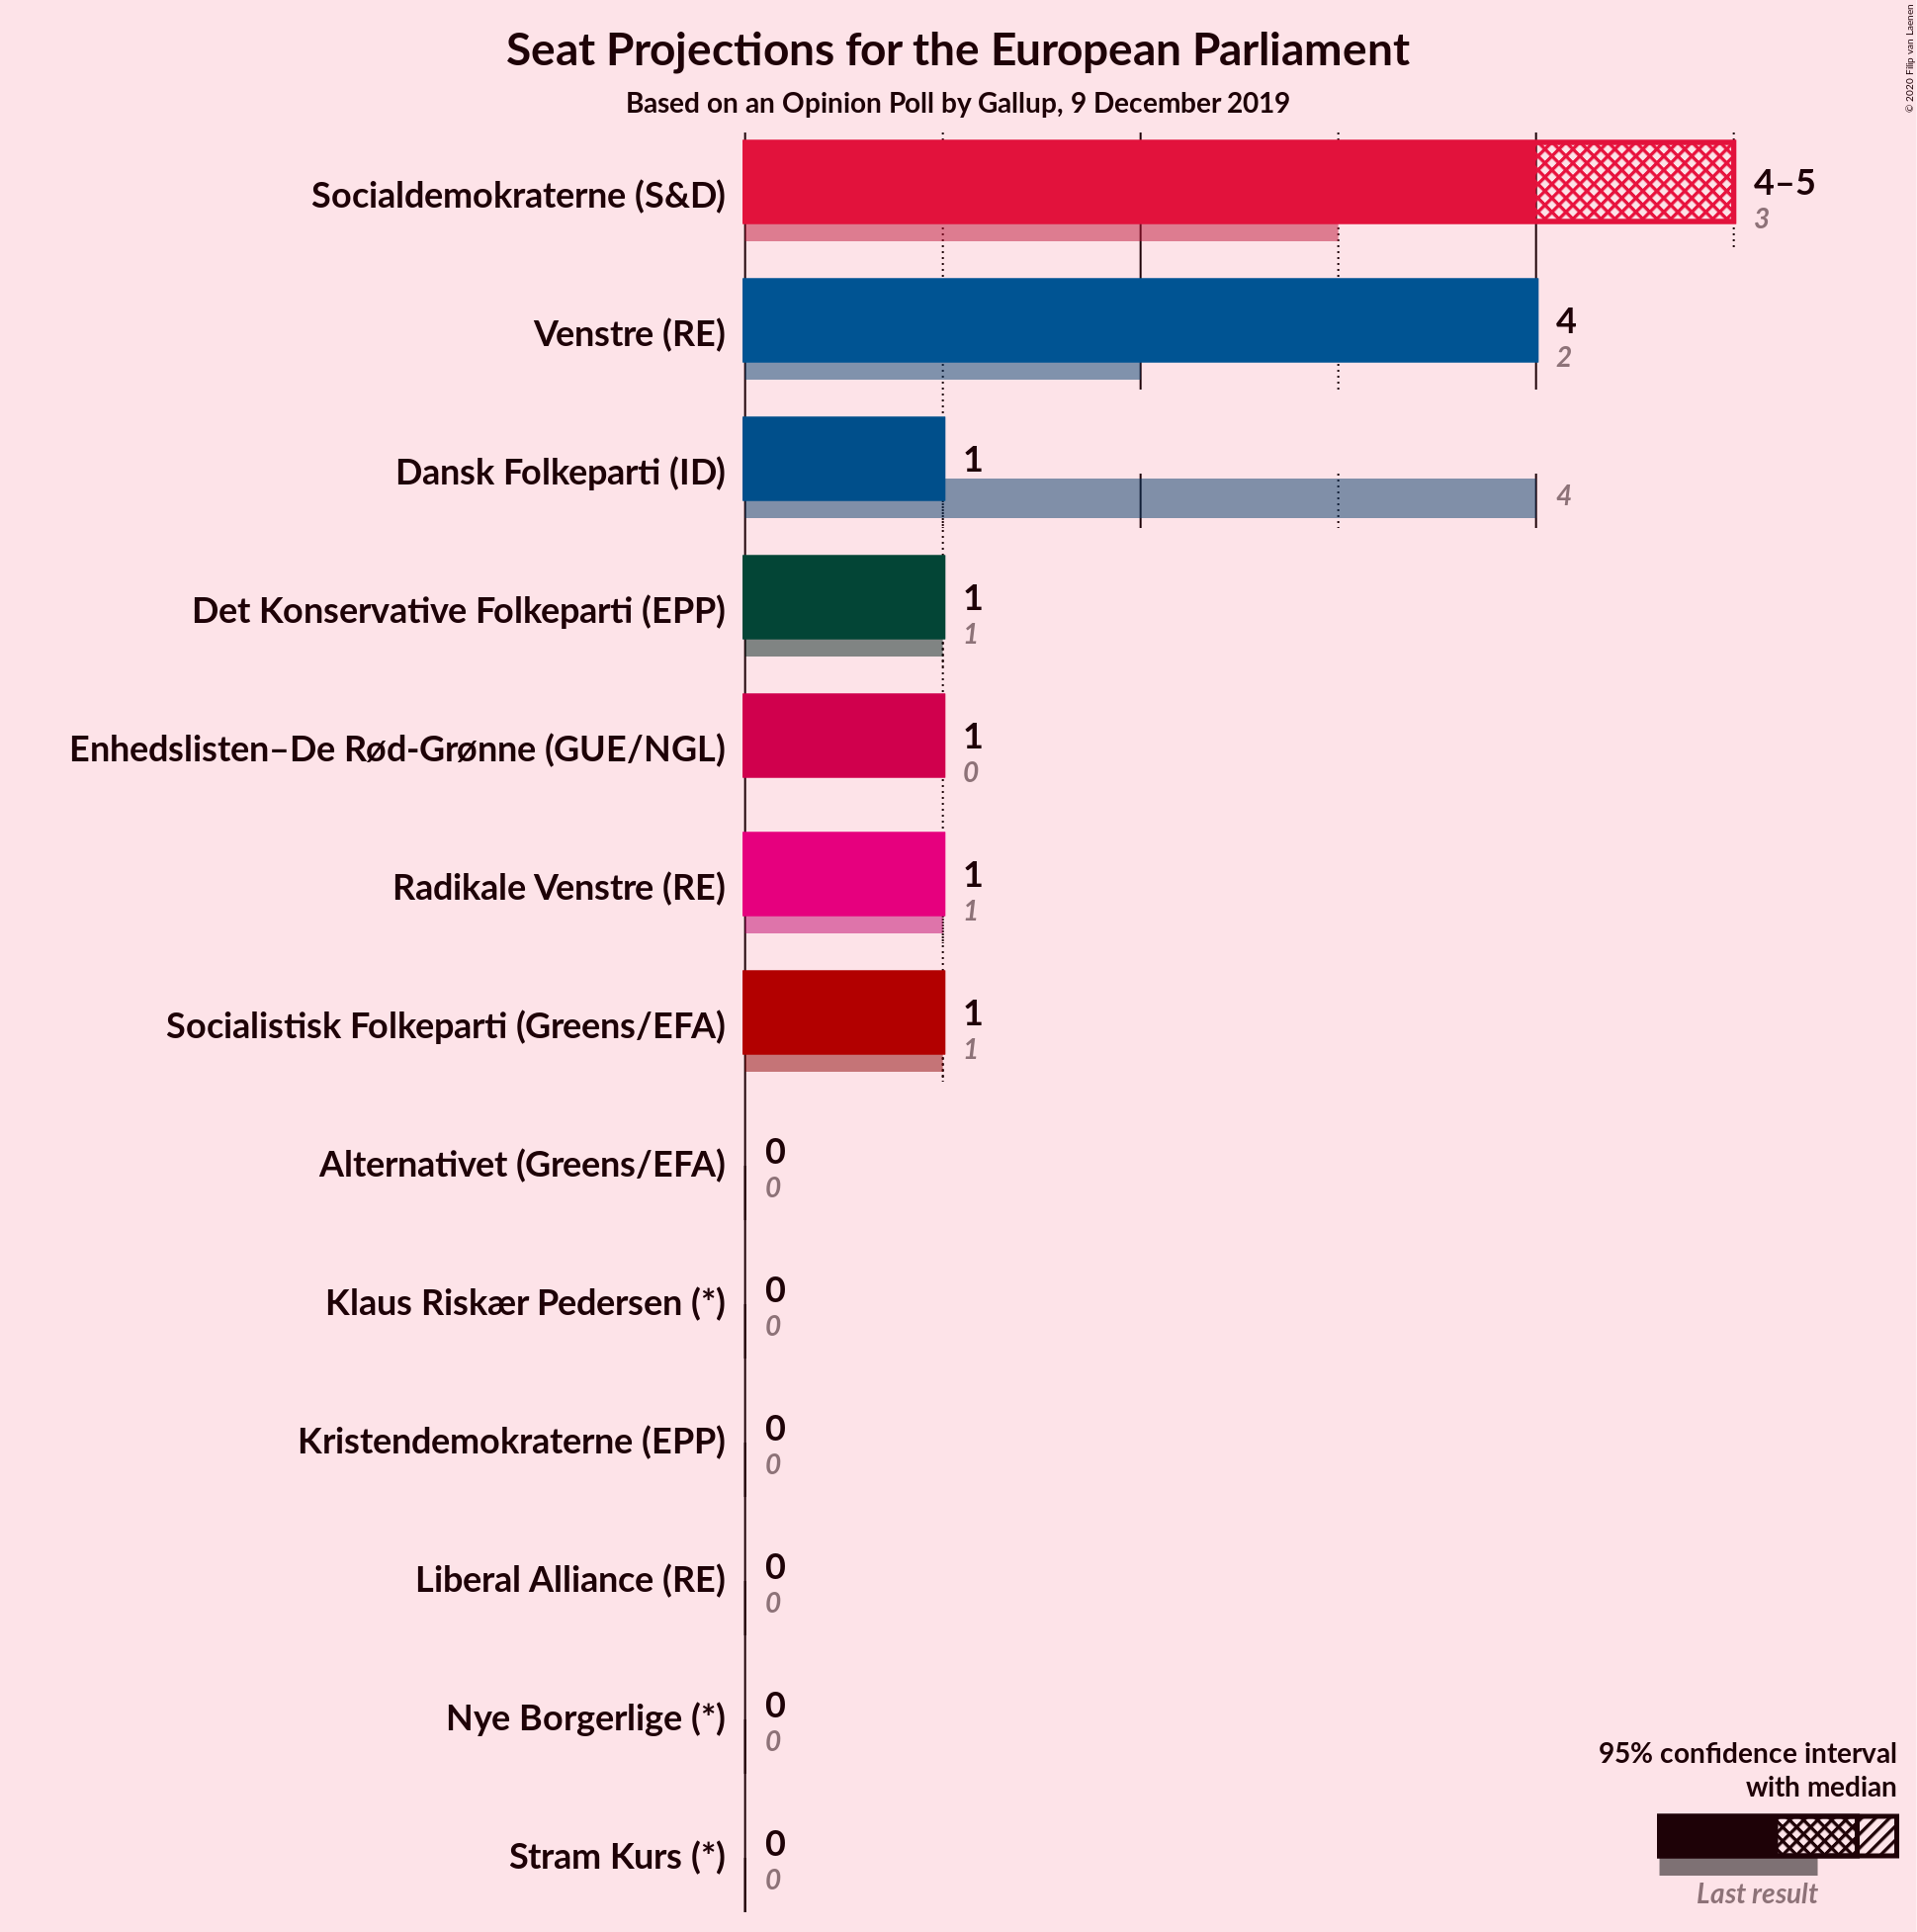 Seat Projections for the European Parliament
Based on an Opinion Poll by Gallup, 9 December 2019
© 2020 Filip van Laenen
Socialdemokraterne (S&D)
4–5
3
Venstre (RE)
4
2
Dansk Folkeparti (ID)
1
4
Det Konservative Folkeparti (EPP)
1
1
Enhedslisten–De Rød-Grønne (GUE/NGL)
1
0
Radikale Venstre (RE)
1
1
Socialistisk Folkeparti (Greens/EFA)
1
1
Alternativet (Greens/EFA)
0
0
Klaus Riskær Pedersen (*)
0
0
Kristendemokraterne (EPP)
0
0
Liberal Alliance (RE)
0
0
Nye Borgerlige (*)
0
0
Stram Kurs (*)
0
0
95% confidence interval
with median
Last result